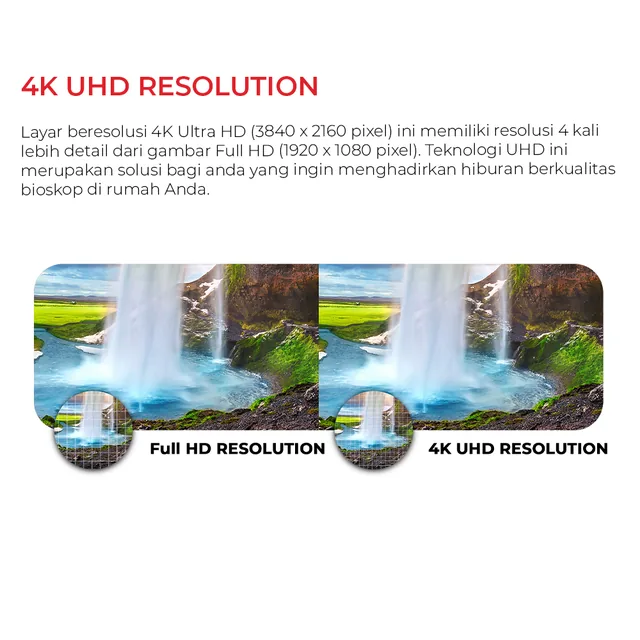 4K UHD RESOLUTION
Layar beresolusi 4K Ultra HD (3840 x 2160 pixel) ini memiliki resolusi 4 kali
lebih detail dari gambar Full HD (1920 x 1080 pixel). Teknologi UHD ini
merupakan solusi bagi anda yang ingin menghadirkan hiburan berkualitas
bioskop di rumah Anda.
Full HD RESOLUTION
4K UHD RESOLUTION